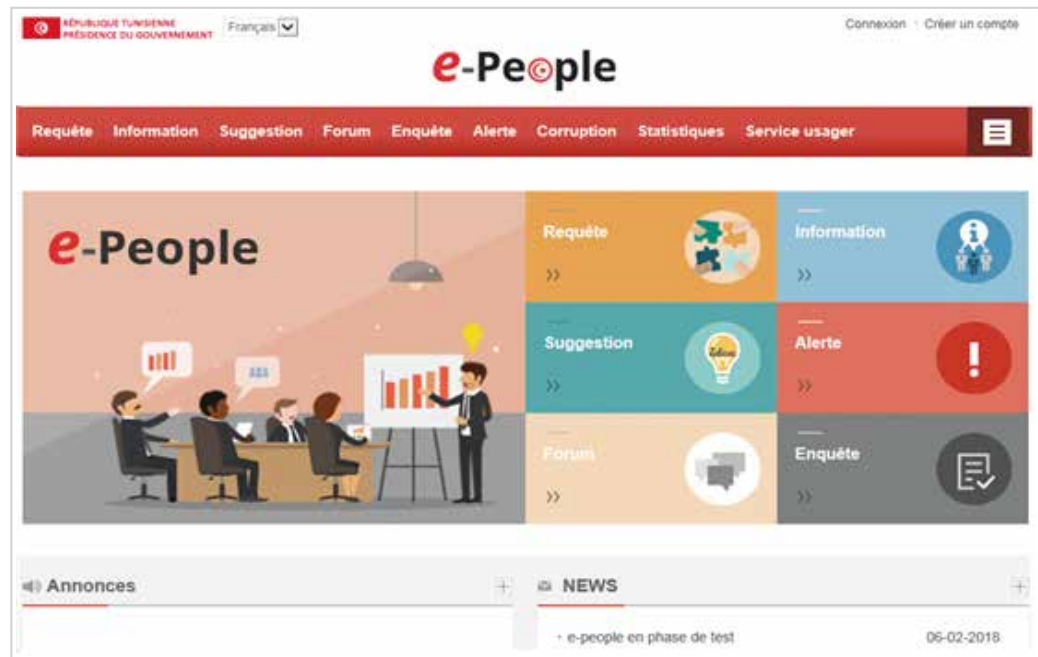 RÉPUBLIQUE TUNISIENNE
PRÉSIDENCE DU GOUVERNEMENT
Français
Connexion Créer un compte
e-People
Requête Information Suggestion Forum Enquête Alerte Corruption Statistiques Service usager
e-People
Requête
Information
Suggestion
Ideas
Alerte
Forum
Enquête
Annonces
NEWS
e-people en phase de test 06-02-2018